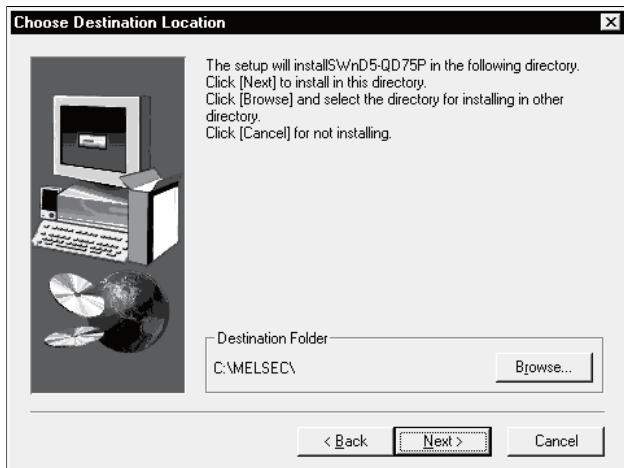 Choose Destination Location
The setup will installSWnD5-QD75P in the following directory.
Click [Next] to install in this directory.
Click [Browse] and select the directory for installing in other
directory.
Click [Cancel] for not installing.
Destination Folder
C:\MELSEC\
Browse...
< Back
Next >
Cancel